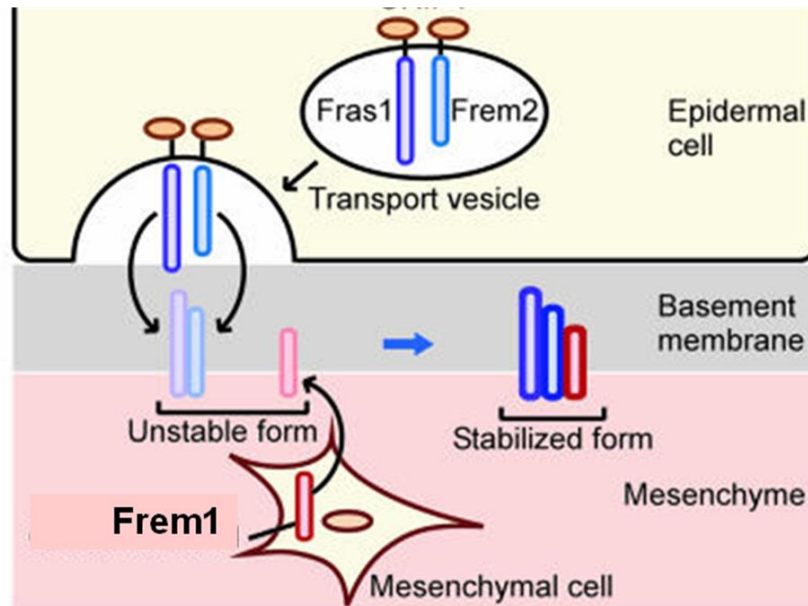 Fras1
Frem2
Epidermal
cell
Transport vesicle
Basement
membrane
Unstable form
Stabilized form
Mesenchyme
Frem1
Mesenchymal cell